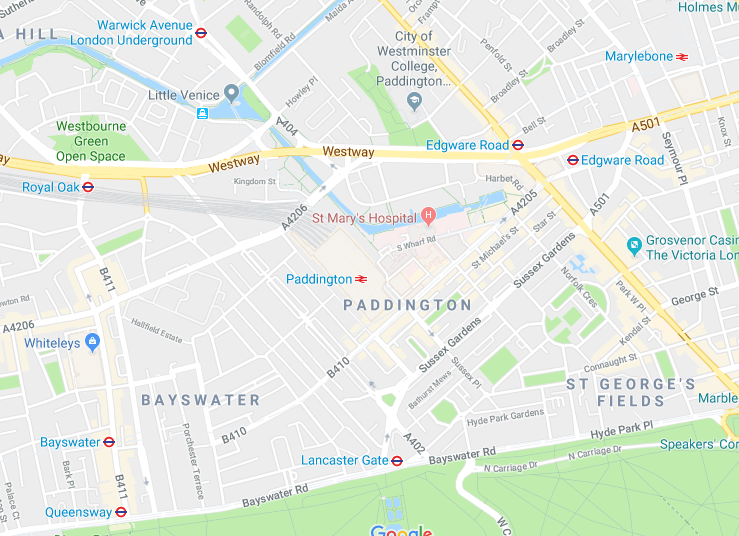 Randolph Rd
Maida A
Holmes Mu
Warwick Avenue
London Underground
A HILL
Sutherla
Blomfield Rd
Frampt
City of
Westminster
College,
Paddington...
Penfold St
Broadley St
Broadley St
Marylebone
Little Venice
Howley Pl
A404
Westbourne
Green
Open Space
Bell St
A501
Knox St
Edgware Road
Edgware Road
Westway
Westway
Seymour Pl
Royal Oak
Kingdom St
Harbet Rd
A4205
A501
A4206
St Mary's Hospital
Star St
S Wharf Rd
St Michael's St
Sussex Gardens
Grosvenor Casin
The Victoria Lon
B411
Paddington
PADDINGTON
Norfolk Cres
Park W Pl
George St
ewton Rd
A4206
Hallfield Estate
Kendal St
Whiteleys
B410
Sussex Gardens
Connaught St
Sussex Pl
BAYSWATER
Bathurst Mews
ST GEORGE'S
FIELDS
Marble
Hyde Park Gardens
Hyde Park Pl
B410
Porchester Terrace
A402
Bayswater
Speakers' Cor
Bayswater Rd
Lancaster Gate
N Carriage Dr
N Carriage Dr
Bark Pl
B411
Palace Ct
Bayswater Rd
Queensway
W C
Google